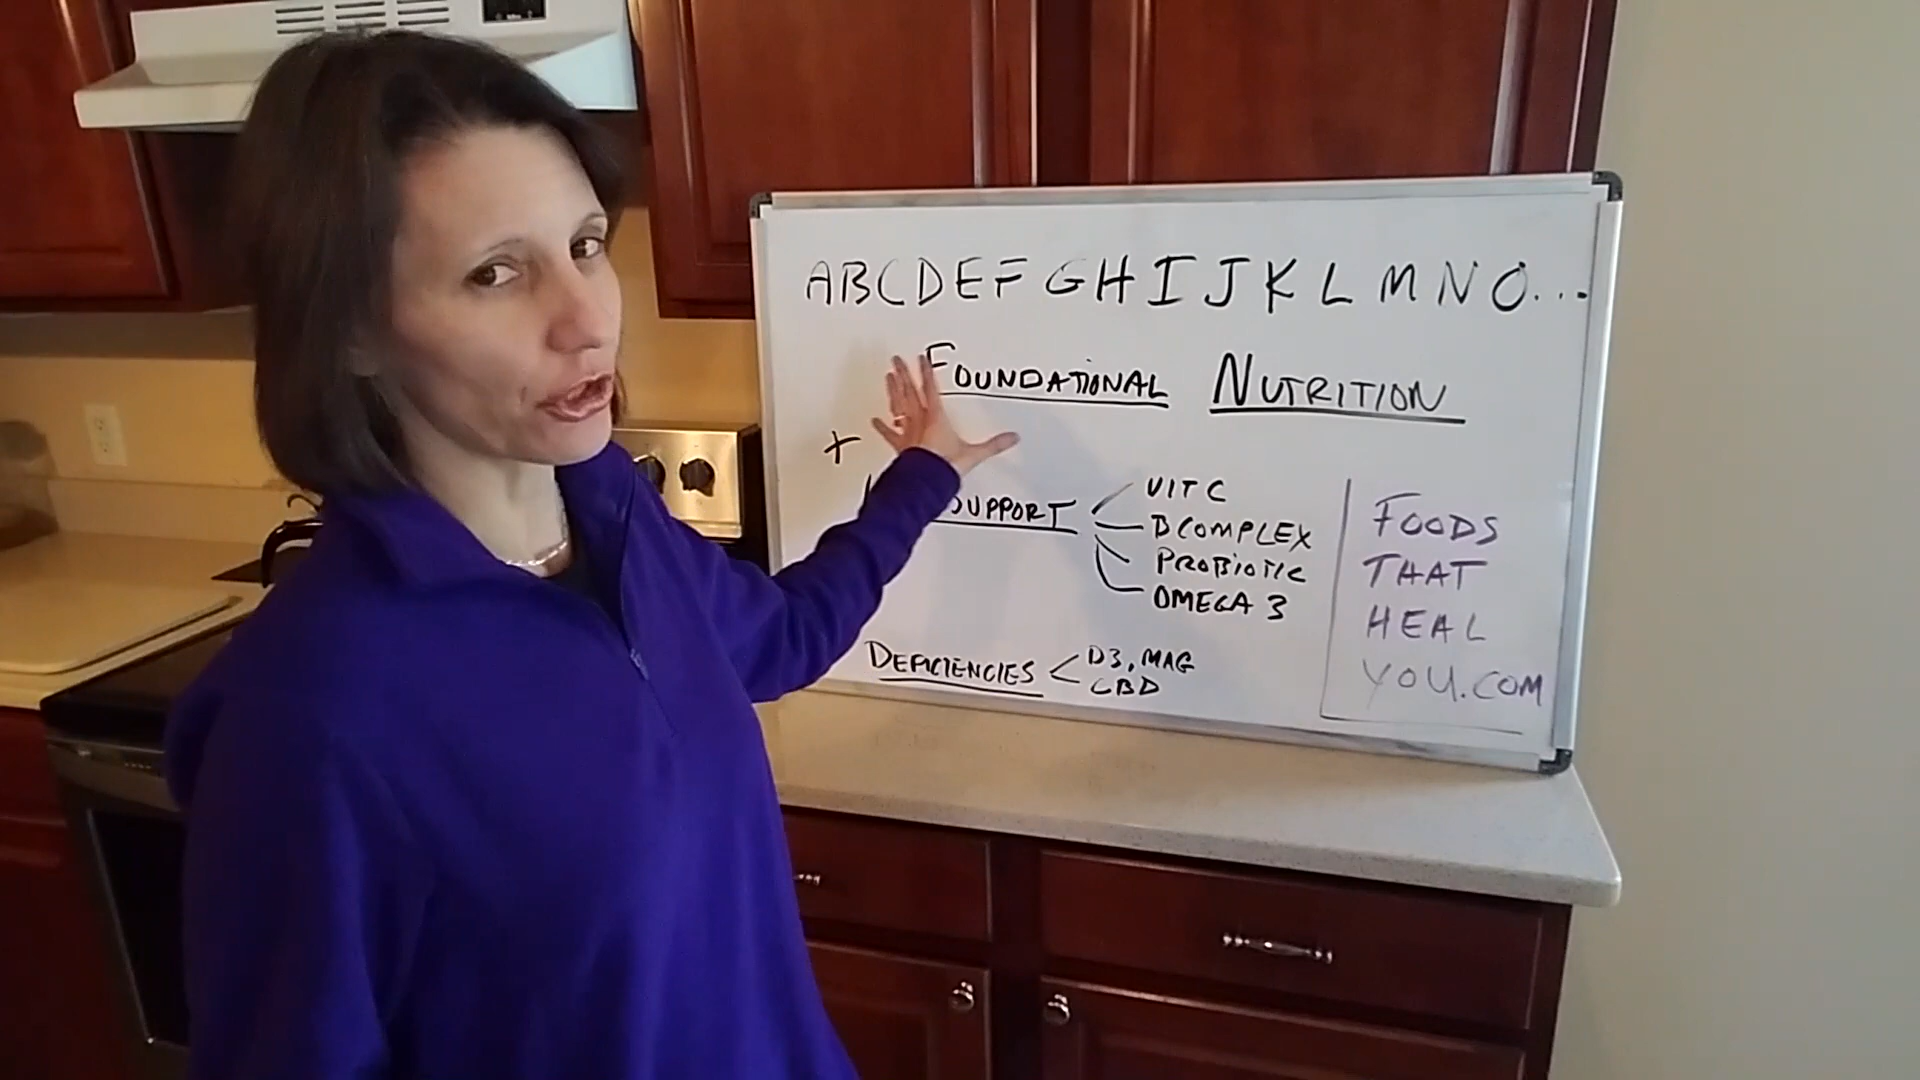 ABCDEFGHIJKLMNO...
FOUNDATIONAL NUTRITION
+
SUPPORT
VIT C
B COMPLEX
PROBIOTIC
OMEGA 3
DEFICIENCIES < D3, MAG
CBD
FOODS
THAT
HEAL
YOU.COM